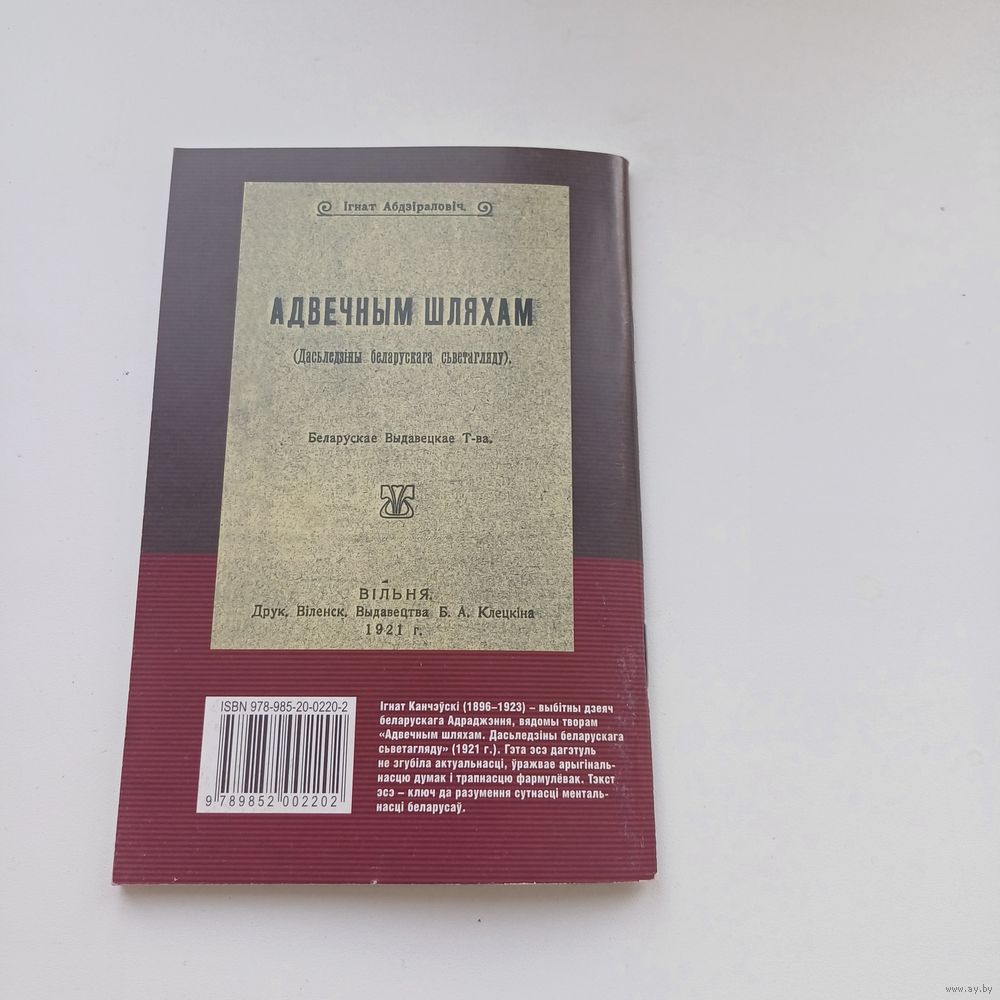 Ігнат Абдзіраловіч.
АДВЕЧНЫМ ШЛЯХАМ
(Дасьледзіны беларускага сьветагляду).
Беларускае Выдавецкае Т-ва.
ВІЛЬНЯ.
Друк. Віленск. Выдавецтва Б. А. Клецкіна
1921 г.
ISBN 978-985-20-0220-2
9 789852 002202
Ігнат Канчэўскі (1896–1923) – выбітны дзеяч
беларускага Адраджэння, вядомы творам
«Адвечным шляхам. Дасьледзіны беларускага
сьветагляду» (1921 г.). Гэта эсэ дагэтуль
не згубіла актуальнасці, ўражвае арыгіналь-
насцю думак і трапнасцю фармулёвак. Тэкст
эсэ – ключ да разумення сутнасці менталь-
насці беларусаў.
www.ay.by